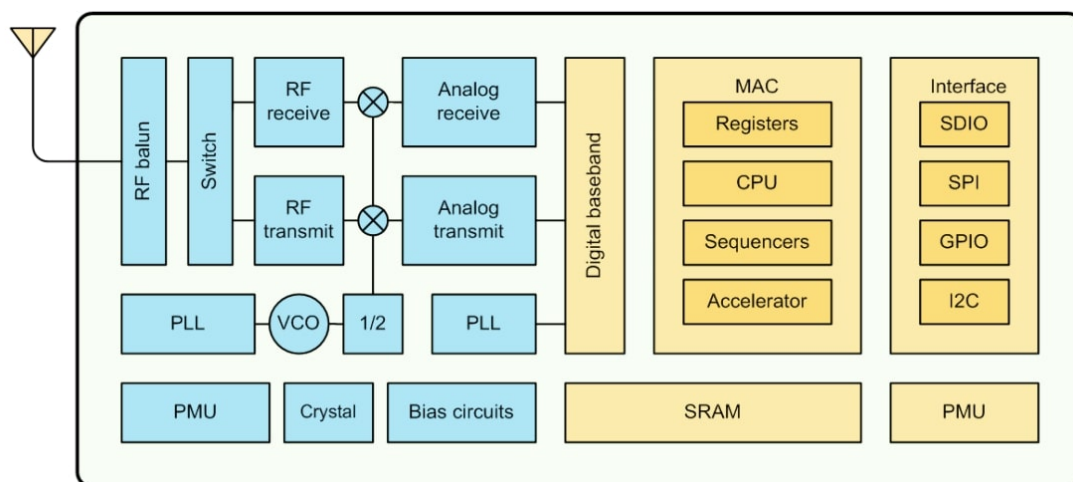 RF balun
Switch
RF
receive
Analog
receive
RF
transmit
Analog
transmit
PLL
VCO
1/2
PLL
Digital baseband
MAC
Registers
CPU
Sequencers
Accelerator
Interface
SDIO
SPI
GPIO
I2C
PMU
Crystal
Bias circuits
SRAM
PMU